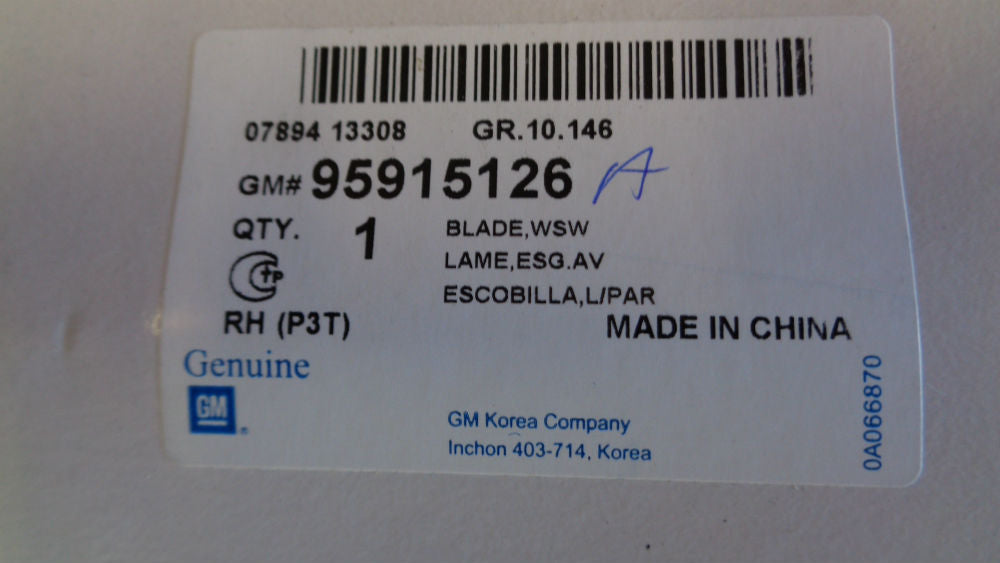 07894 13308 GR.10.146
GM# 95915126 A
QTY. 1 BLADE,WSW
LAME,ESG.AV
ESCOBILLA,L/PAR
RH (P3T) MADE IN CHINA
Genuine
GM
GM Korea Company
Inchon 403-714, Korea
0A066870